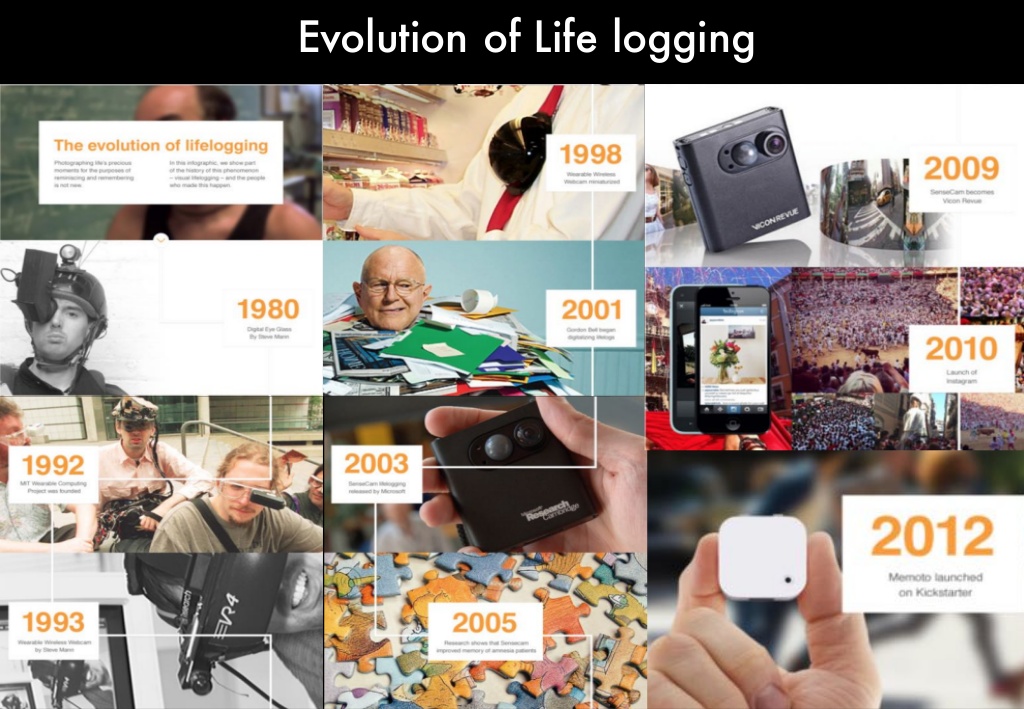 Evolution of Life logging
The evolution of lifelogging
Photographing life's precious
moments for the purposes of
reminiscing and remembering
is not new.
In this infographic, we show part
of the history of this phenomenon
– visual lifelogging – and the people
who made this happen.
1980
Digital Eye Glass
By Steve Mann
1992
MIT Wearable Computing
Project was founded
1993
Wearable Wireless Webcam
by Steve Mann
EVR4
1998
Wearable Wireless
Webcam miniaturized
2001
Gordon Bell began
digitalizing lifelogs
2003
SenseCam lifelogging
released by Microsoft
Microsoft
Research
Cambridge
2005
Research shows that Sensecam
improved memory of amnesia patients
2009
SenseCam becomes
Vicon Revue
VICON REVUE
2010
Launch of
Instagram
2012
Memoto launched
on Kickstarter